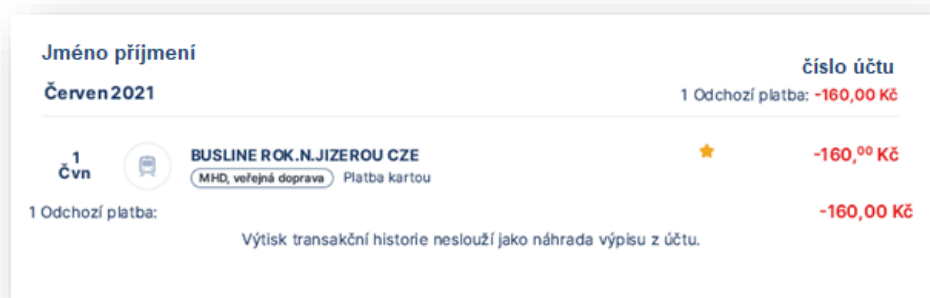 Jméno příjmení
číslo účtu
Červen 2021
1 Odchozí platba: -160,00 Kč
1 Čvn
BUSLINE ROK.N.JIZEROU CZE
-160,00 Kč
MHD, veřejná doprava Platba kartou
1 Odchozí platba: -160,00 Kč
Výtisk transakční historie neslouží jako náhrada výpisu z účtu.